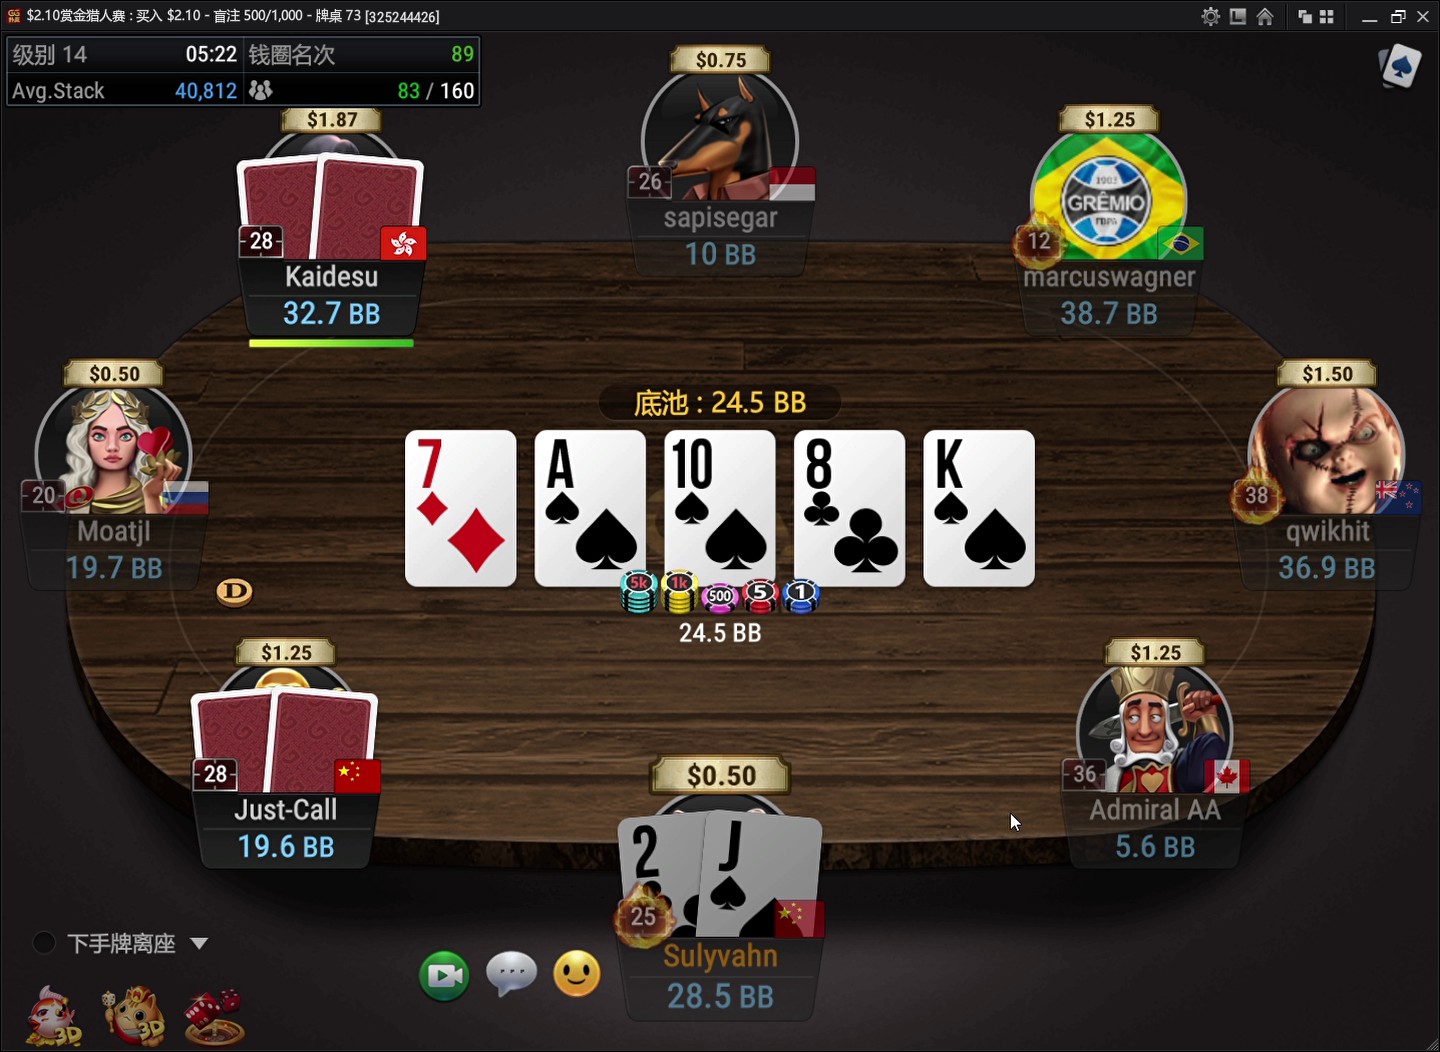 $2.10赏金猎人赛 : 买入 $2.10 - 盲注 500/1,000 - 牌桌 73 [325244426]
级别 14 05:22 钱圈名次 89
Avg.Stack 40,812 83 / 160
$1.87
28
Kaidesu
32.7 BB
$0.75
26
sapisegar
10 BB
$1.25
1903
GRÊMIO
FBPA
12
marcuswagner
38.7 BB
$0.50
20
Moatjl
19.7 BB
$1.50
38
qwikhit
36.9 BB
底池 : 24.5 BB
7 A 10 8 K
5k 1k 500 5 1
24.5 BB
D
$1.25
28
Just-Call
19.6 BB
$0.50
2 J
25
Sulyvahn
28.5 BB
$1.25
36
Admiral AA
5.6 BB
下手牌离座
3D 3D